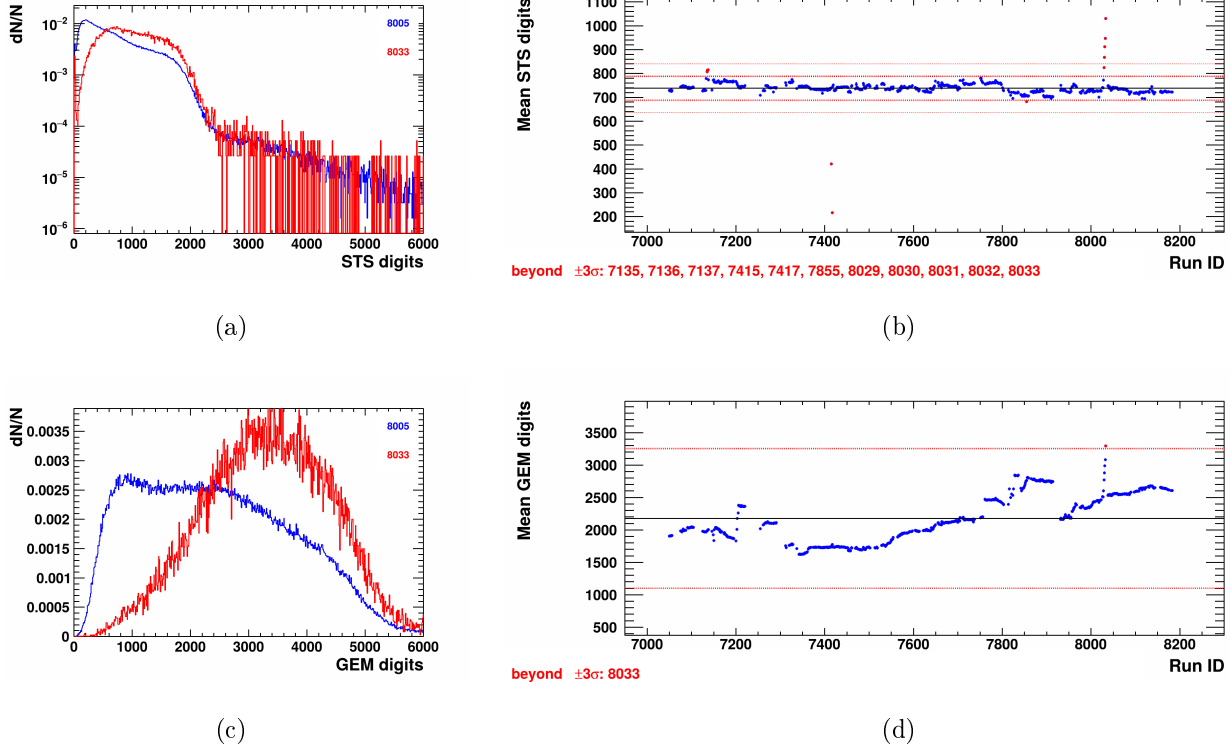 dN/N
10⁻²
10⁻³
10⁻⁴
10⁻⁵
10⁻⁶
8005
8033
0 1000 2000 3000 4000 5000 6000
STS digits
(a)
Mean STS digits
1100
1000
900
800
700
600
500
400
300
200
7000 7200 7400 7600 7800 8000 8200
Run ID
beyond ±3σ: 7135, 7136, 7137, 7415, 7417, 7855, 8029, 8030, 8031, 8032, 8033
(b)
dN/N
0.0035
0.003
0.0025
0.002
0.0015
0.001
0.0005
0
8005
8033
0 1000 2000 3000 4000 5000 6000
GEM digits
(c)
Mean GEM digits
3500
3000
2500
2000
1500
1000
500
7000 7200 7400 7600 7800 8000 8200
Run ID
beyond ±3σ: 8033
(d)